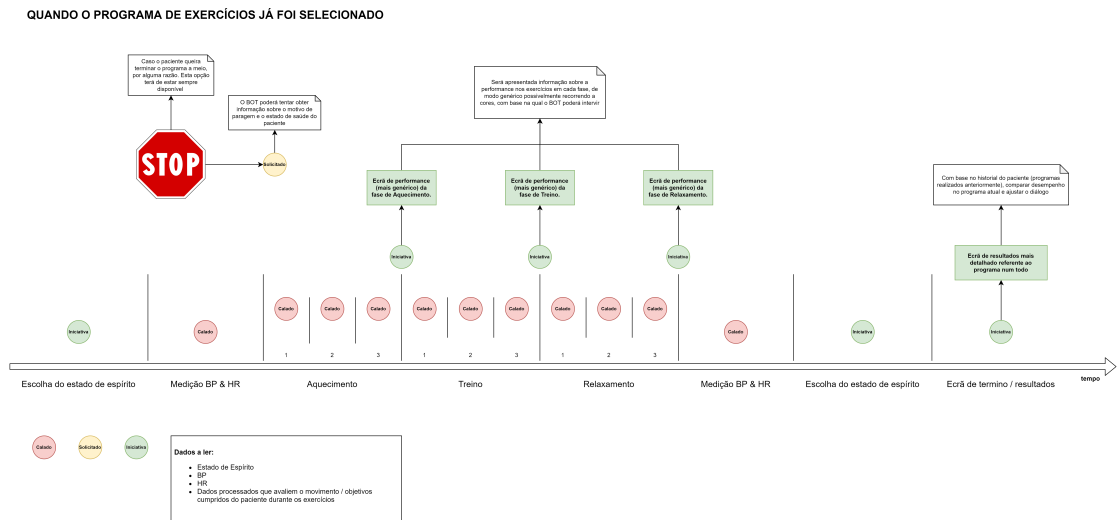 QUANDO O PROGRAMA DE EXERCÍCIOS JÁ FOI SELECIONADO
Caso o paciente queira
terminar o programa a meio,
por alguma razão. Esta opção
terá de estar sempre
disponível
O BOT poderá tentar obter
informação sobre o motivo de
paragem e o estado de saúde do
paciente
STOP
Solicitado
Será apresentada informação sobre a
performance nos exercícios em cada fase, de
modo genérico possivelmente recorrendo a
cores, com base na qual o BOT poderá intervir
Ecrã de performance
(mais genérico) da
fase de Aquecimento.
Ecrã de performance
(mais genérico) da
fase de Treino.
Ecrã de performance
(mais genérico) da
fase de Relaxamento.
Com base no historial do paciente (programas
realizados anteriormente), comparar desempenho
no programa atual e ajustar o diálogo
Ecrã de resultados mais
detalhado referente ao
programa num todo
Iniciativa
Iniciativa
Iniciativa
Iniciativa
Calado
Calado
Calado
Calado
Calado
Calado
Calado
Calado
Calado
Calado
Calado
Iniciativa
Iniciativa
1
2
3
1
2
3
1
2
3
Escolha do estado de espírito
Medição BP & HR
Aquecimento
Treino
Relaxamento
Medição BP & HR
Escolha do estado de espírito
Ecrã de termino / resultados
tempo
Calado
Solicitado
Iniciativa
Dados a ler:
• Estado de Espírito
• BP
• HR
• Dados processados que avaliem o movimento / objetivos
cumpridos do paciente durante os exercícios